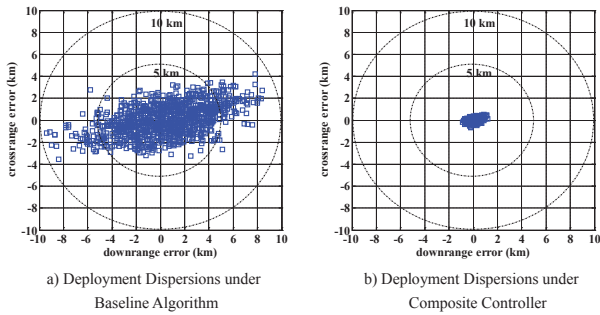 10 km
5 km
crossrange error (km)
10
8
6
4
2
0
-2
-4
-6
-8
-10
-10 -8 -6 -4 -2 0 2 4 6 8 10
downrange error (km)
a) Deployment Dispersions under
Baseline Algorithm
10 km
5 km
crossrange error (km)
10
8
6
4
2
0
-2
-4
-6
-8
-10
-10 -8 -6 -4 -2 0 2 4 6 8 10
downrange error (km)
b) Deployment Dispersions under
Composite Controller